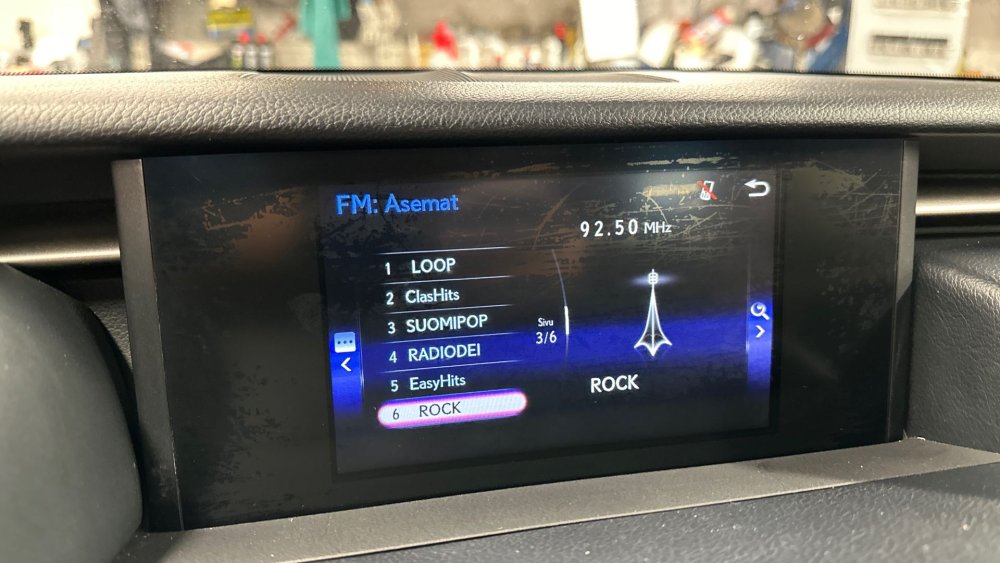 FM: Asemat
92.50 MHz
1 LOOP
2 ClasHits
3 SUOMIPOP
4 RADIODEI
5 EasyHits
6 ROCK
Sivu
3/6
ROCK